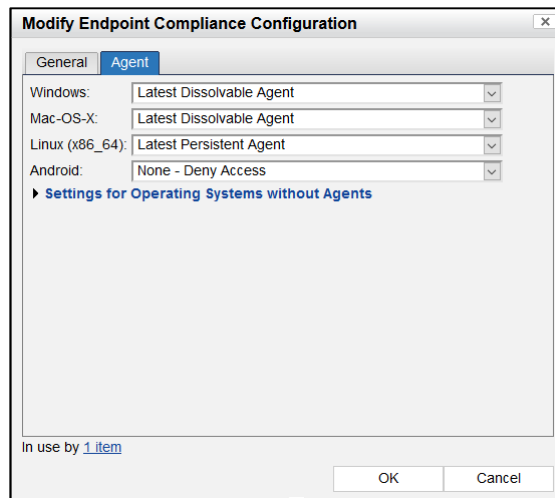 Modify Endpoint Compliance Configuration
General Agent
Windows: Latest Dissolvable Agent
Mac-OS-X: Latest Dissolvable Agent
Linux (x86_64): Latest Persistent Agent
Android: None - Deny Access
Settings for Operating Systems without Agents
In use by 1 item
OK Cancel